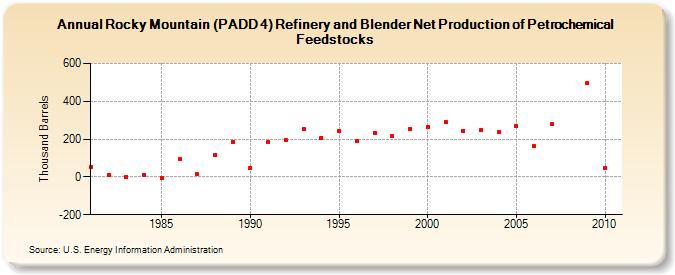 Annual Rocky Mountain (PADD 4) Refinery and Blender Net Production of Petrochemical
Feedstocks
Thousand Barrels
600
400
200
0
-200
1985
1990
1995
2000
2005
2010
Source: U.S. Energy Information Administration